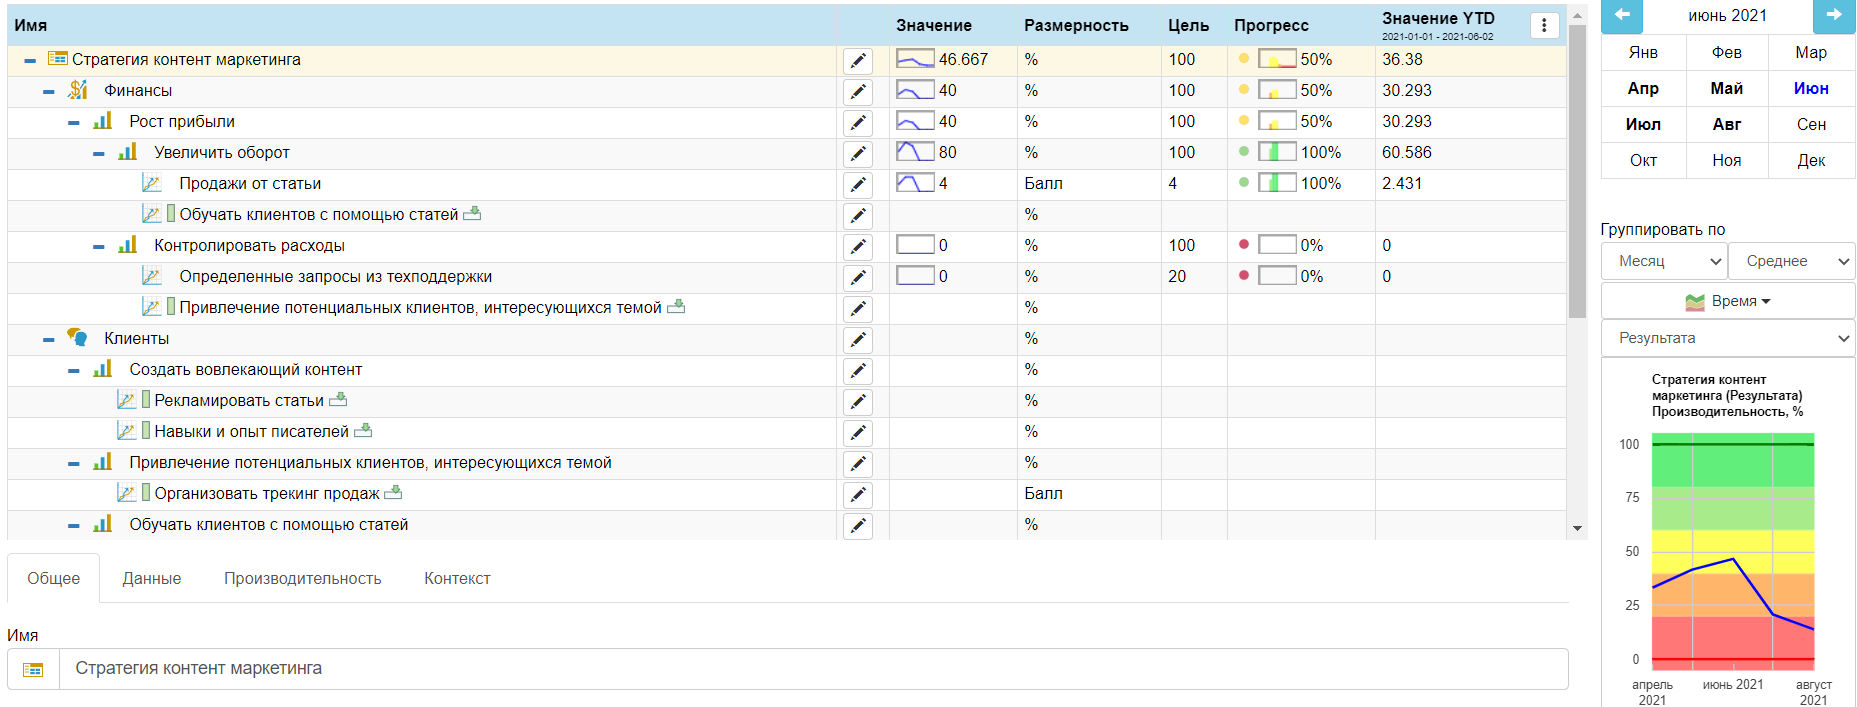 Имя Значение Размерность Цель Прогресс Значение YTD
2021-01-01 - 2021-06-02
Стратегия контент маркетинга 46.667 % 100 50% 36.38
Финансы 40 % 100 50% 30.293
Рост прибыли 40 % 100 50% 30.293
Увеличить оборот 80 % 100 100% 60.586
Продажи от статьи 4 Балл 4 100% 2.431
Обучать клиентов с помощью статей %
Контролировать расходы 0 % 100 0% 0
Определенные запросы из техподдержки 0 % 20 0% 0
Привлечение потенциальных клиентов, интересующихся темой %
Клиенты %
Создать вовлекающий контент %
Рекламировать статьи %
Навыки и опыт писателей %
Привлечение потенциальных клиентов, интересующихся темой %
Организовать трекинг продаж Балл
Обучать клиентов с помощью статей %
Общее Данные Производительность Контекст
Имя
Стратегия контент маркетинга
июнь 2021
Янв Фев Мар
Апр Май Июн
Июл Авг Сен
Окт Ноя Дек
Группировать по
Месяц Среднее
Время
Результата
Стратегия контент
маркетинга (Результата)
Производительность, %
100
75
50
25
0
апрель июнь 2021 август
2021 2021